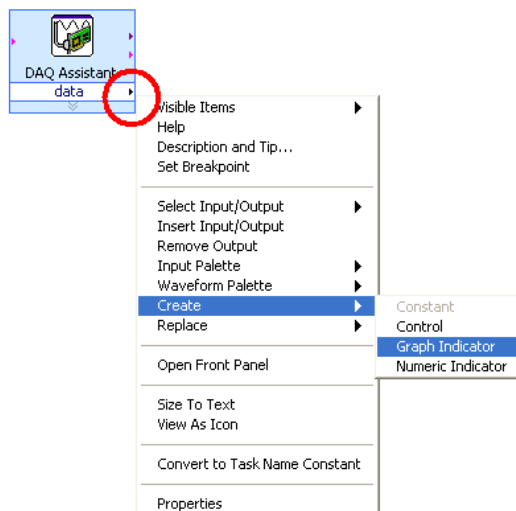 DAQ Assistant
data
Visible Items
Help
Description and Tip...
Set Breakpoint
Select Input/Output
Insert Input/Output
Remove Output
Input Palette
Waveform Palette
Create
Constant
Replace
Control
Graph Indicator
Open Front Panel
Numeric Indicator
Size To Text
View As Icon
Convert to Task Name Constant
Properties